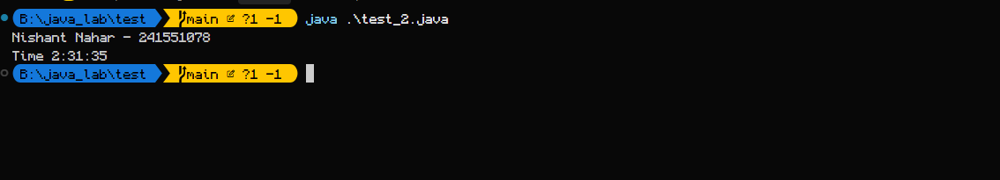 B:\java_lab\test main ?1 -1 java .\test_2.java
Nishant Nahar - 241551078
Time 2:31:35
B:\java_lab\test main ?1 -1